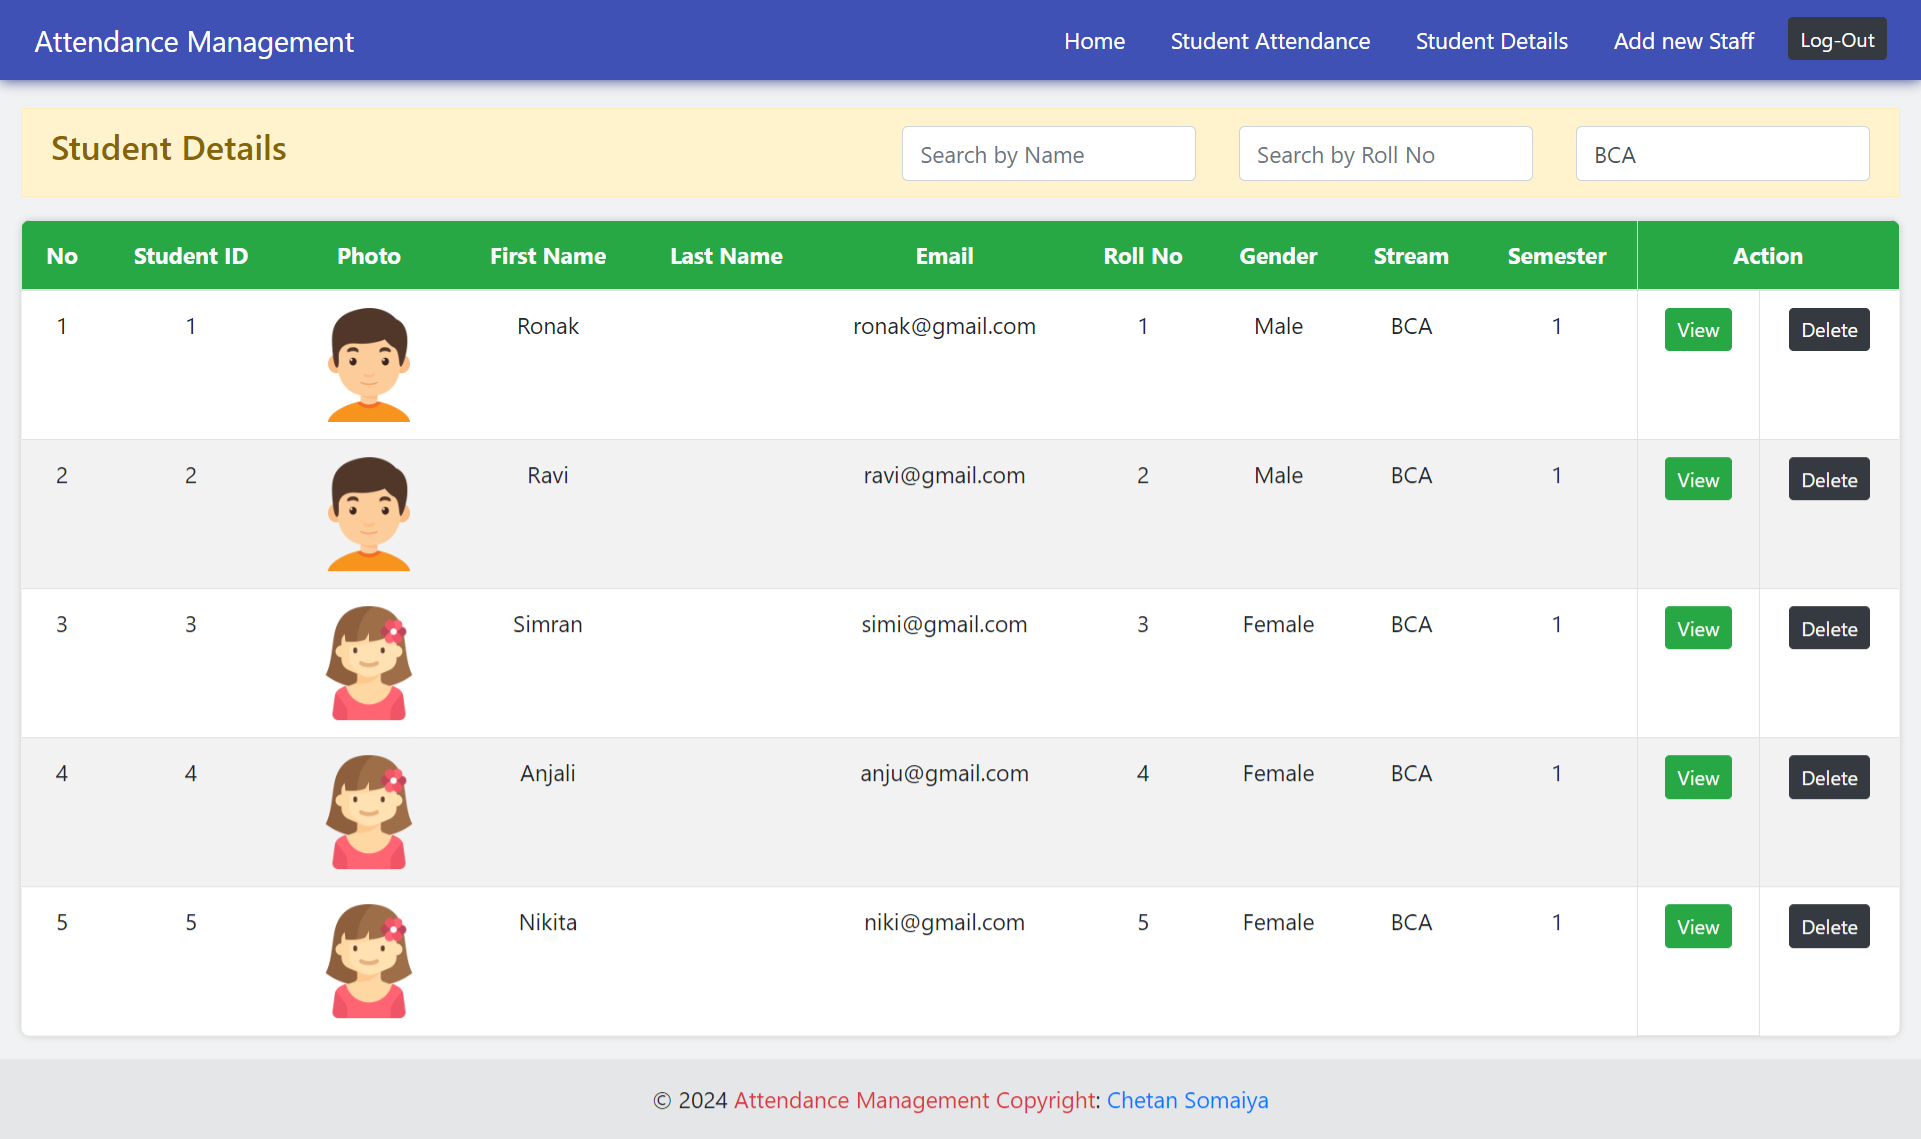 Attendance Management Home Student Attendance Student Details Add new Staff Log-Out
Student Details Search by Name Search by Roll No BCA
No Student ID Photo First Name Last Name Email Roll No Gender Stream Semester Action
1 1 Ronak ronak@gmail.com 1 Male BCA 1 View Delete
2 2 Ravi ravi@gmail.com 2 Male BCA 1 View Delete
3 3 Simran simi@gmail.com 3 Female BCA 1 View Delete
4 4 Anjali anju@gmail.com 4 Female BCA 1 View Delete
5 5 Nikita niki@gmail.com 5 Female BCA 1 View Delete
© 2024 Attendance Management Copyright: Chetan Somaiya